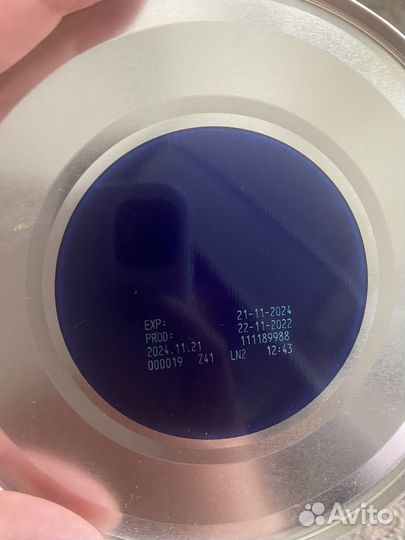 EXP: 21-11-2024
PROD: 22-11-2022
2024.11.21 111189988
000019 Z41 LN2 12:43
Avito